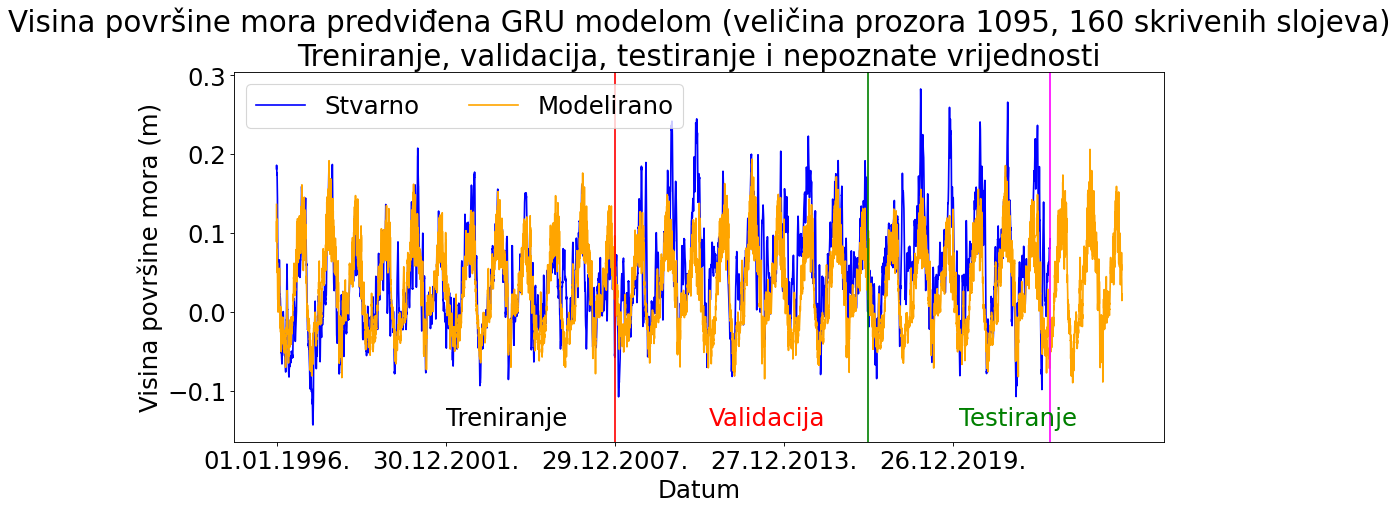 Visina površine mora predviđena GRU modelom (veličina prozora 1095, 160 skrivenih slojeva)
Treniranje, validacija, testiranje i nepoznate vrijednosti
Stvarno
Modelirano
Visina površine mora (m)
0.3
0.2
0.1
0.0
−0.1
Treniranje
Validacija
Testiranje
01.01.1996.
30.12.2001.
29.12.2007.
27.12.2013.
26.12.2019.
Datum